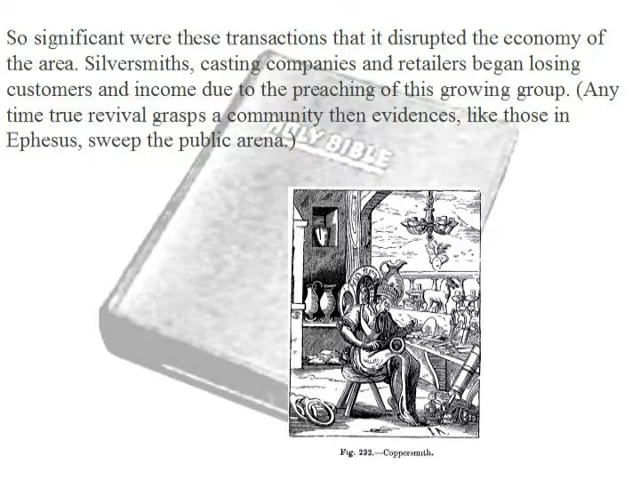 So significant were these transactions that it disrupted the economy of
the area. Silversmiths, casting companies and retailers began losing
customers and income due to the preaching of this growing group. (Any
time true revival grasps a community then evidences, like those in
Ephesus, sweep the public arena.)
HOLY BIBLE
Fig. 232.—Coppersmith.